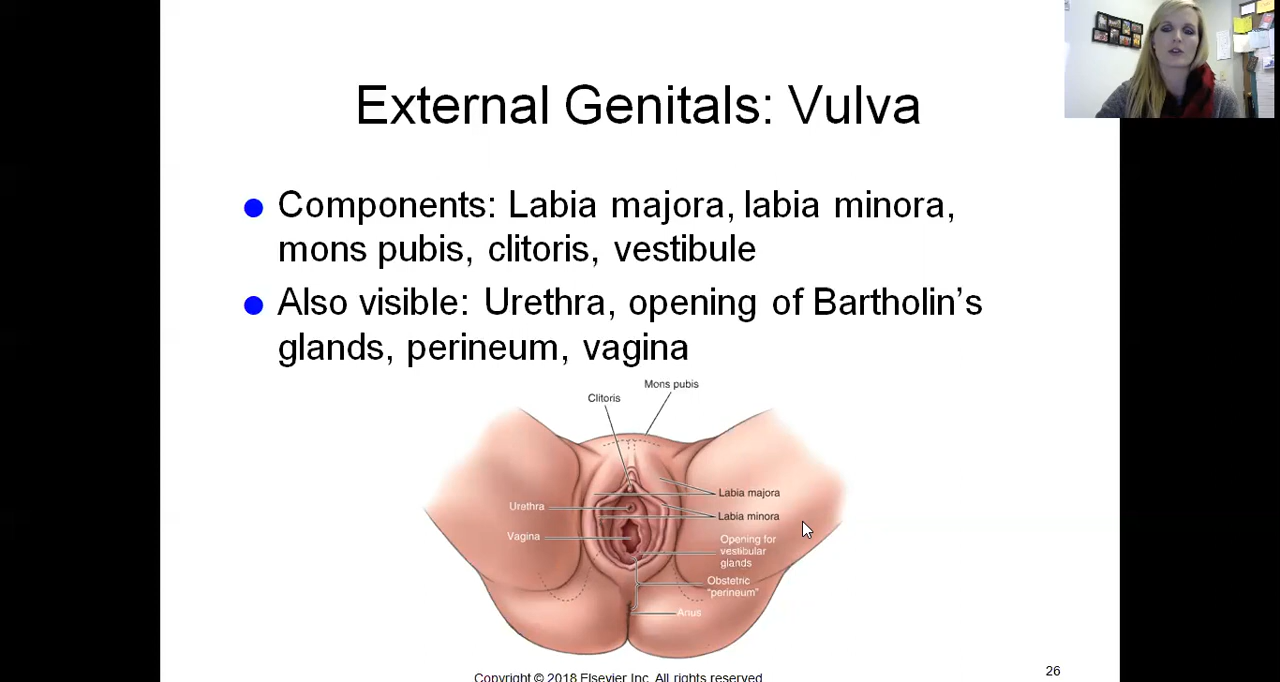 External Genitals: Vulva
Components: Labia majora, labia minora,
mons pubis, clitoris, vestibule
Also visible: Urethra, opening of Bartholin's
glands, perineum, vagina
Mons pubis
Clitoris
Labia majora
Urethra
Labia minora
Vagina
Opening for
vestibular
glands
Obstetric
"perineum"
Anus
26
Copyright © 2018 Elsevier Inc. All rights reserved